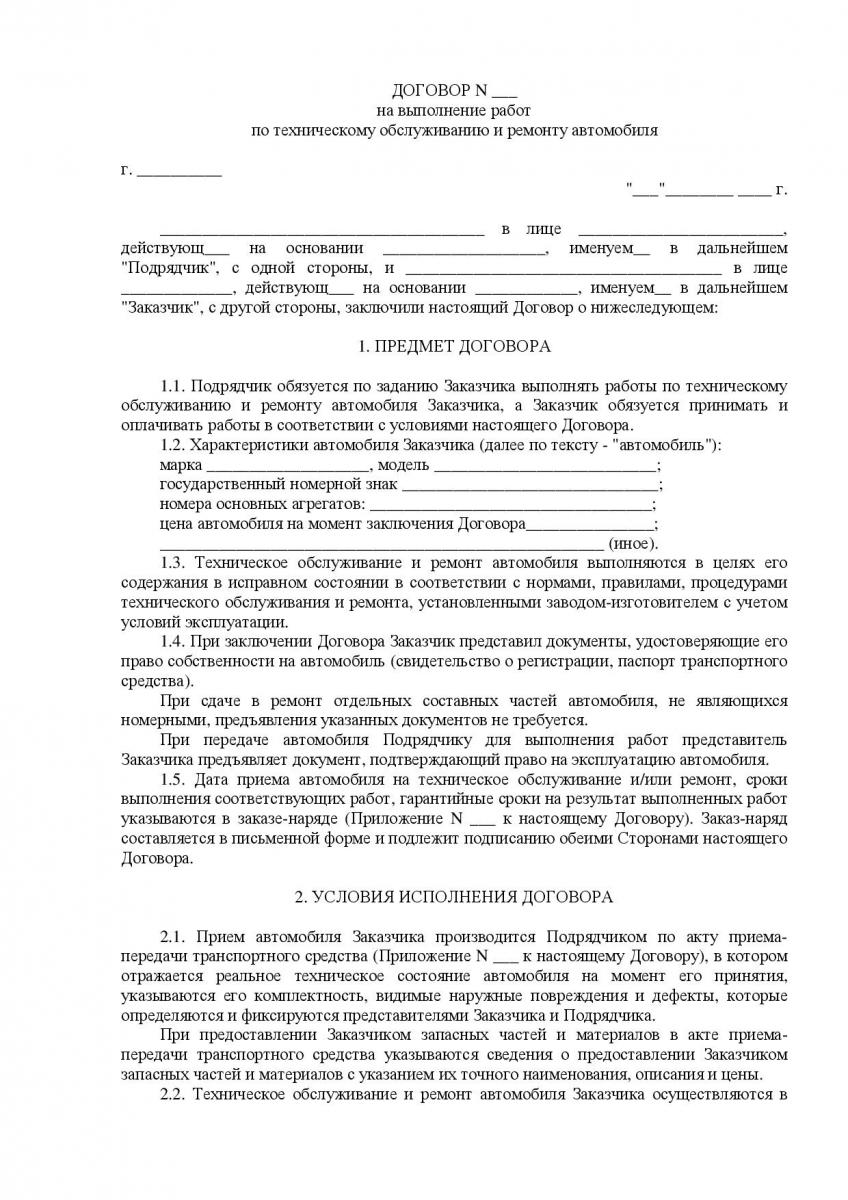 ДОГОВОР N ___
на выполнение работ
по техническому обслуживанию и ремонту автомобиля
г. __________
"___"________ ____ г.
______________________________________ в лице ________________________,
действующ___ на основании ___________________, именуем__ в дальнейшем
"Подрядчик", с одной стороны, и _____________________________________ в лице
_____________, действующ___ на основании ____________, именуем__ в дальнейшем
"Заказчик", с другой стороны, заключили настоящий Договор о нижеследующем:
1. ПРЕДМЕТ ДОГОВОРА
1.1. Подрядчик обязуется по заданию Заказчика выполнять работы по техническому
обслуживанию и ремонту автомобиля Заказчика, а Заказчик обязуется принимать и
оплачивать работы в соответствии с условиями настоящего Договора.
1.2. Характеристики автомобиля Заказчика (далее по тексту - "автомобиль"):
марка ___________________, модель __________________________;
государственный номерной знак ______________________________;
номера основных агрегатов: _________________________________;
цена автомобиля на момент заключения Договора_______________;
____________________________________________________ (иное).
1.3. Техническое обслуживание и ремонт автомобиля выполняются в целях его
содержания в исправном состоянии в соответствии с нормами, правилами, процедурами
технического обслуживания и ремонта, установленными заводом-изготовителем с учетом
условий эксплуатации.
1.4. При заключении Договора Заказчик представил документы, удостоверяющие его
право собственности на автомобиль (свидетельство о регистрации, паспорт транспортного
средства).
При сдаче в ремонт отдельных составных частей автомобиля, не являющихся
номерными, предъявления указанных документов не требуется.
При передаче автомобиля Подрядчику для выполнения работ представитель
Заказчика предъявляет документ, подтверждающий право на эксплуатацию автомобиля.
1.5. Дата приема автомобиля на техническое обслуживание и/или ремонт, сроки
выполнения соответствующих работ, гарантийные сроки на результат выполненных работ
указываются в заказе-наряде (Приложение N ___ к настоящему Договору). Заказ-наряд
составляется в письменной форме и подлежит подписанию обеими Сторонами настоящего
Договора.
2. УСЛОВИЯ ИСПОЛНЕНИЯ ДОГОВОРА
2.1. Прием автомобиля Заказчика производится Подрядчиком по акту приема-
передачи транспортного средства (Приложение N ___ к настоящему Договору), в котором
отражается реальное техническое состояние автомобиля на момент его принятия,
указываются его комплектность, видимые наружные повреждения и дефекты, которые
определяются и фиксируются представителями Заказчика и Подрядчика.
При предоставлении Заказчиком запасных частей и материалов в акте приема-
передачи транспортного средства указываются сведения о предоставлении Заказчиком
запасных частей и материалов с указанием их точного наименования, описания и цены.
2.2. Техническое обслуживание и ремонт автомобиля Заказчика осуществляются в